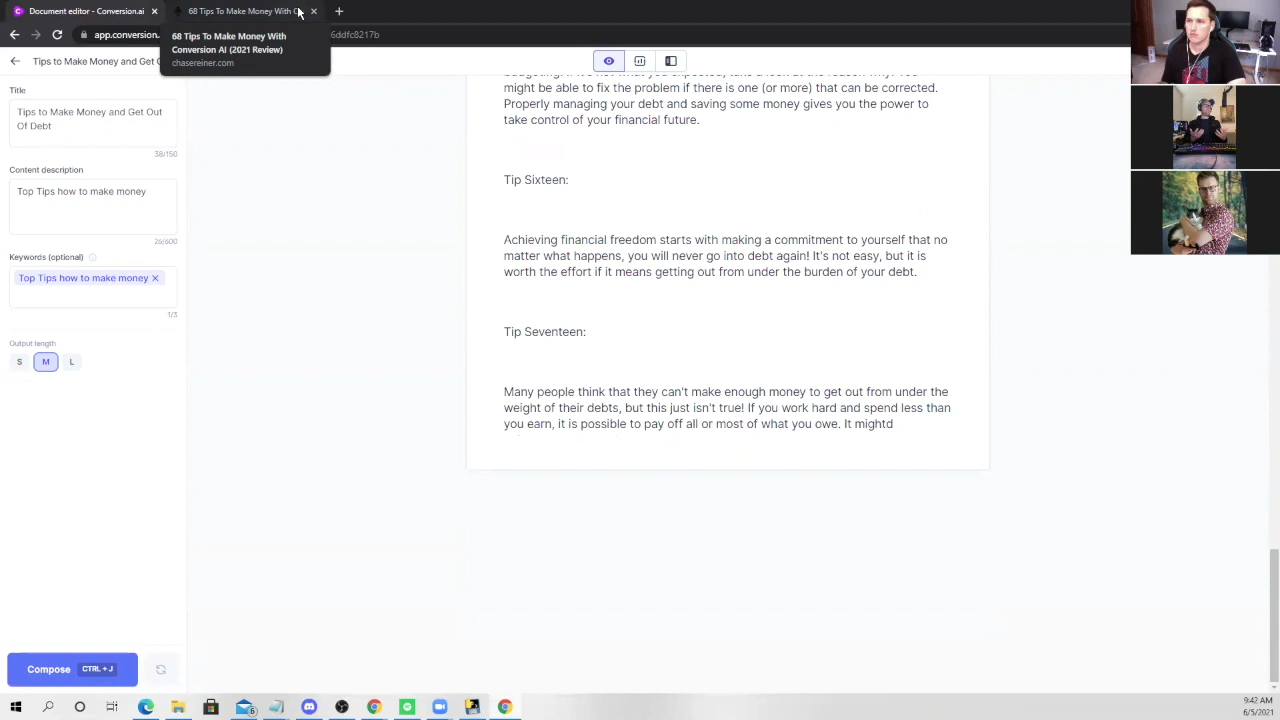 Document editor - Conversion.ai
68 Tips To Make Money With C
app.conversion.
6ddfc8217b
68 Tips To Make Money With
Conversion AI (2021 Review)
chasereiner.com
Tips to Make Money and Get O
Title
Tips to Make Money and Get Out
Of Debt
38/150
Content description
Top Tips how to make money
26/600
Keywords (optional)
Top Tips how to make money
1/3
Output length
S M L
Compose CTRL + J
might be able to fix the problem if there is one (or more) that can be corrected.
Properly managing your debt and saving some money gives you the power to
take control of your financial future.
Tip Sixteen:
Achieving financial freedom starts with making a commitment to yourself that no
matter what happens, you will never go into debt again! It's not easy, but it is
worth the effort if it means getting out from under the burden of your debt.
Tip Seventeen:
Many people think that they can't make enough money to get out from under the
weight of their debts, but this just isn't true! If you work hard and spend less than
you earn, it is possible to pay off all or most of what you owe. It mightd
6
9:42 AM
6/5/2021